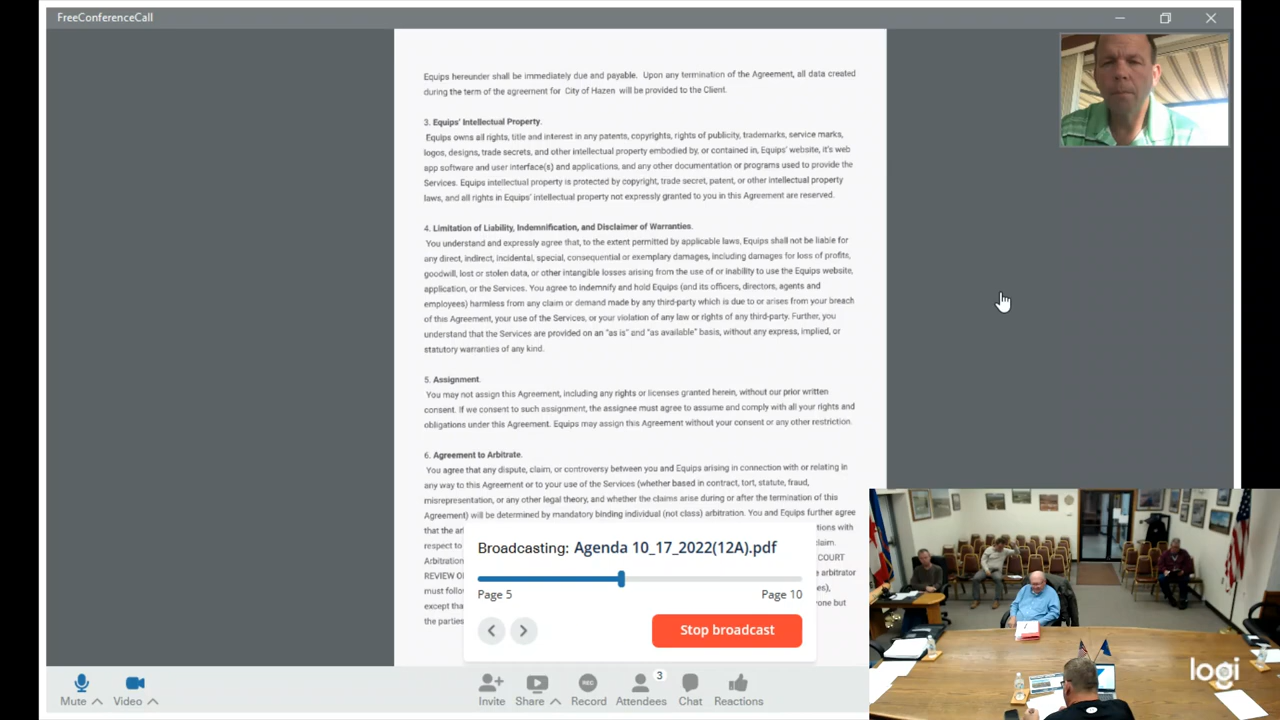 FreeConferenceCall
Equips hereunder shall be immediately due and payable. Upon any termination of the Agreement, all data created
during the term of the agreement for City of Hazen will be provided to the Client.
3. Equips' Intellectual Property.
Equips owns all rights, title and interest in any patents, copyrights, rights of publicity, trademarks, service marks,
logos, designs, trade secrets, and other intellectual property embodied by, or contained in, Equips' website, it's web
app software and user interface(s) and applications, and any other documentation or programs used to provide the
Services. Equips intellectual property is protected by copyright, trade secret, patent, or other intellectual property
laws, and all rights in Equips' intellectual property not expressly granted to you in this Agreement are reserved.
4. Limitation of Liability, Indemnification, and Disclaimer of Warranties.
You understand and expressly agree that, to the extent permitted by applicable laws, Equips shall not be liable for
any direct, indirect, incidental, special, consequential or exemplary damages, including damages for loss of profits,
goodwill, lost or stolen data, or other intangible losses arising from the use of or inability to use the Equips website,
application, or the Services. You agree to indemnify and hold Equips (and its officers, directors, agents and
employees) harmless from any claim or demand made by any third-party which is due to or arises from your breach
of this Agreement, your use of the Services, or your violation of any law or rights of any third-party. Further, you
understand that the Services are provided on an "as is" and "as available" basis, without any express, implied, or
statutory warranties of any kind.
5. Assignment.
You may not assign this Agreement, including any rights or licenses granted herein, without our prior written
consent. If we consent to such assignment, the assignee must agree to assume and comply with all your rights and
obligations under this Agreement. Equips may assign this Agreement without your consent or any other restriction.
6. Agreement to Arbitrate.
You agree that any dispute, claim, or controversy between you and Equips arising in connection with or relating in
any way to this Agreement or to your use of the Services (whether based in contract, tort, statute, fraud,
misrepresentation, or any other legal theory, and whether the claims arise during or after the termination of this
Agreement) will be determined by mandatory binding individual (not class) arbitration. You and Equips further agree
that the ar
tions with
respect to
claim.
Arbitration
COURT
REVIEW O
arbitrator
must follow
es),
except tha
one but
the parties
Broadcasting: Agenda 10_17_2022(12A).pdf
Page 5
Page 10
Stop broadcast
Mute
Video
Invite
Share
REC
Record
3
Attendees
Chat
Reactions
logi